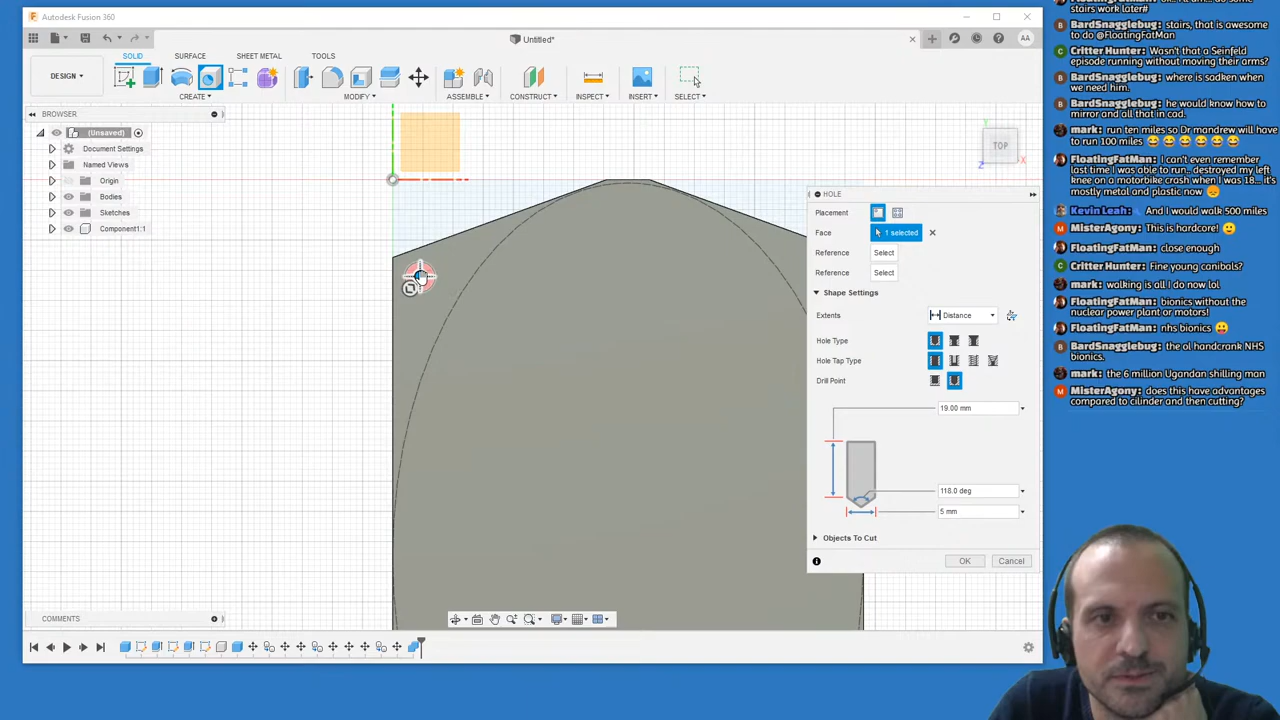 Autodesk Fusion 360
Untitled*
AA
DESIGN
SOLID
SURFACE
SHEET METAL
TOOLS
CREATE
MODIFY
ASSEMBLE
CONSTRUCT
INSPECT
INSERT
SELECT
BROWSER
(Unsaved)
Document Settings
Named Views
Origin
Bodies
Sketches
Component1:1
TOP
Y
X
Z
HOLE
Placement
Face
1 selected
Reference
Select
Reference
Select
Shape Settings
Extents
Distance
Hole Type
Hole Tap Type
Drill Point
19.00 mm
118.0 deg
5 mm
Objects To Cut
OK
Cancel
COMMENTS
stairs work later#
BardSnagglebug: stairs, that is awesome
to do @FloatingFatMan
Critter Hunter: Wasn't that a Seinfeld
episode running without moving their arms?
BardSnagglebug: where is sadken when
we need him.
BardSnagglebug: he would know how to
mirror and all that in cad.
mark: run ten miles so Dr mandrew will have
to run 100 miles 😄😄😄😄😄😄
FloatingFatMan: I can't even remember
last time I was able to run.. destroyed my left
knee on a motorbike crash when I was 18.. it's
mostly metal and plastic now 😞
Kevin Leah: And I would walk 500 miles
MisterAgony: This is hardcore! 🙂
FloatingFatMan: close enough
Critter Hunter: Fine young canibals?
mark: walking is all I do now lol
FloatingFatMan: bionics without the
nuclear power plant or motors!
FloatingFatMan: nhs bionics 😛
BardSnagglebug: the ol handcrank NHS
bionics.
mark: the 6 million Ugandan shilling man
MisterAgony: does this have advantages
compared to cilinder and then cutting?